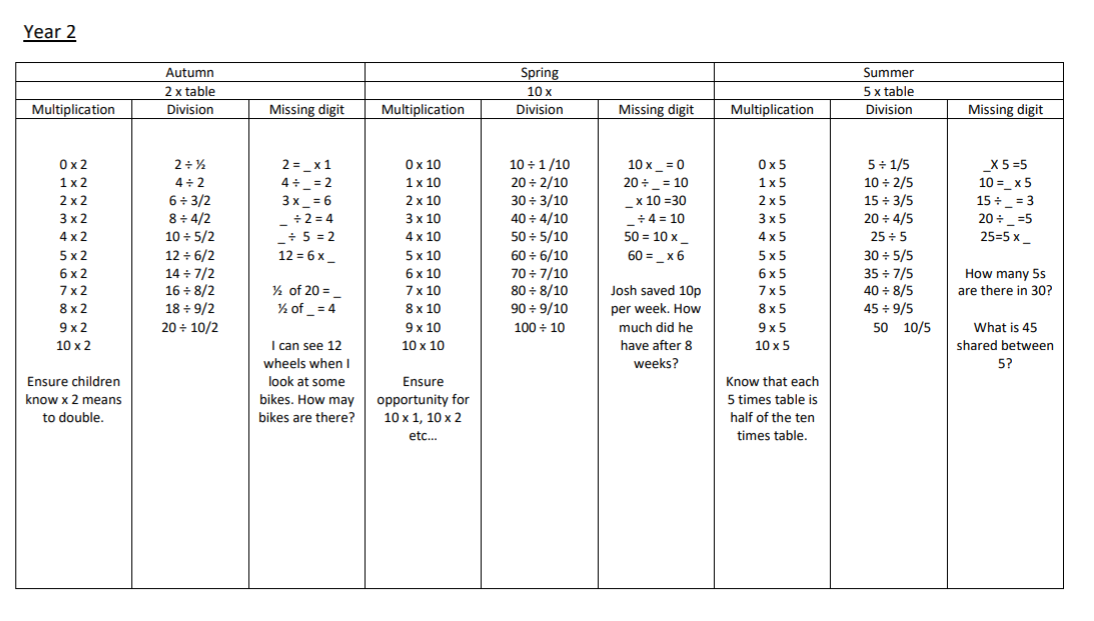 Year 2
Autumn Spring Summer
2 x table 10 x 5 x table
Multiplication Division Missing digit Multiplication Division Missing digit Multiplication Division Missing digit
0 x 2 2 ÷ ½ 2 = _ x 1 0 x 10 10 ÷ 1 /10 10 x _ = 0 0 x 5 5 ÷ 1/5 _X 5 =5
1 x 2 4 ÷ 2 4 ÷ _ = 2 1 x 10 20 ÷ 2/10 20 ÷ _ = 10 1 x 5 10 ÷ 2/5 10 = _ x 5
2 x 2 6 ÷ 3/2 3 x _ = 6 2 x 10 30 ÷ 3/10 _ x 10 =30 2 x 5 15 ÷ 3/5 15 ÷ _ = 3
3 x 2 8 ÷ 4/2 _ ÷ 2 = 4 3 x 10 40 ÷ 4/10 _ ÷ 4 = 10 3 x 5 20 ÷ 4/5 20 ÷ _ =5
4 x 2 10 ÷ 5/2 _ ÷ 5 = 2 4 x 10 50 ÷ 5/10 50 = 10 x _ 4 x 5 25 ÷ 5 25=5 x _
5 x 2 12 ÷ 6/2 12 = 6 x _ 5 x 10 60 ÷ 6/10 60 = _ x 6 5 x 5 30 ÷ 5/5
6 x 2 14 ÷ 7/2 6 x 10 70 ÷ 7/10 6 x 5 35 ÷ 7/5 How many 5s
7 x 2 16 ÷ 8/2 ½ of 20 = _ 7 x 10 80 ÷ 8/10 Josh saved 10p 7 x 5 40 ÷ 8/5 are there in 30?
8 x 2 18 ÷ 9/2 ½ of _ = 4 8 x 10 90 ÷ 9/10 per week. How 8 x 5 45 ÷ 9/5
9 x 2 20 ÷ 10/2 9 x 10 100 ÷ 10 much did he 9 x 5 50 10/5 What is 45
10 x 2 I can see 12 10 x 10 have after 8 10 x 5 shared between
wheels when I weeks? 5?
Ensure children look at some Ensure Know that each
know x 2 means bikes. How may opportunity for 5 times table is
to double. bikes are there? 10 x 1, 10 x 2 half of the ten
etc... times table.